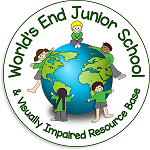 World's End Junior School
& Visually Impaired Resource Base